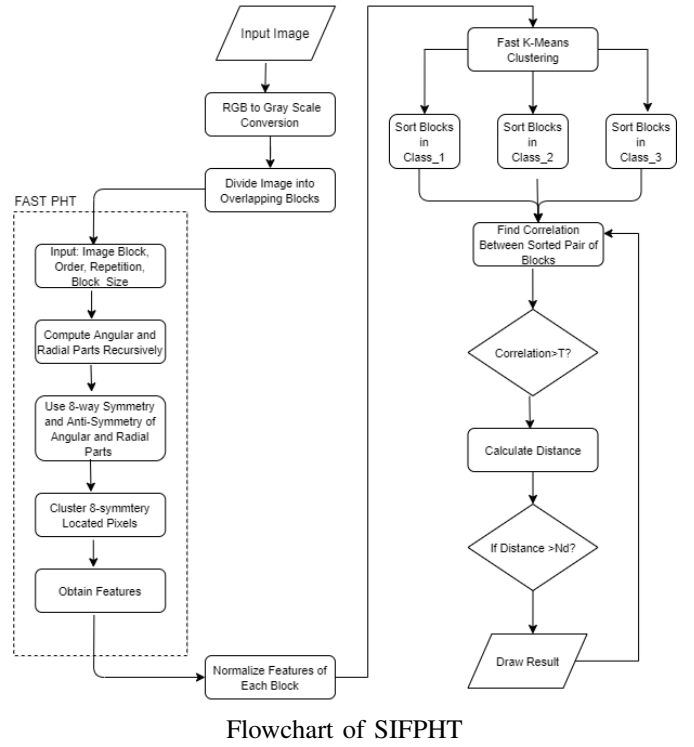 Input Image
RGB to Gray Scale
Conversion
Divide Image into
Overlapping Blocks
FAST PHT
Input: Image Block,
Order, Repetition,
Block_Size
Compute Angular and
Radial Parts Recursively
Use 8-way Symmetry
and Anti-Symmetry of
Angular and Radial
Parts
Cluster 8-symmtery
Located Pixels
Obtain Features
Normalize Features of
Each Block
Fast K-Means
Clustering
Sort Blocks
in
Class_1
Sort Blocks
in
Class_2
Sort Blocks
in
Class_3
Find Correlation
Between Sorted Pair of
Blocks
Correlation>T?
Calculate Distance
If Distance >Nd?
Draw Result
Flowchart of SIFPHT